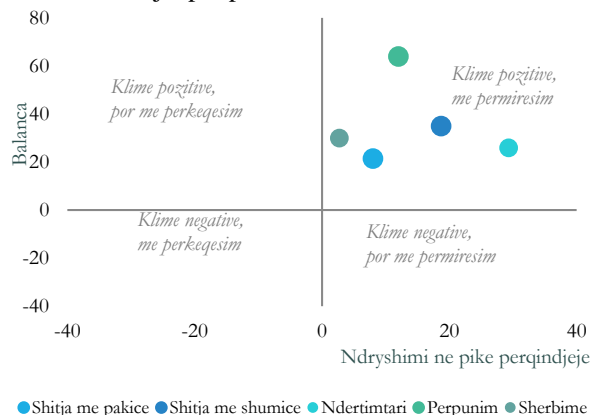 80
60
40
20
0
-20
-40
Balanca
Klime pozitive,
por me perkeqesim
Klime pozitive,
me permiresim
Klime negative,
me perkeqesim
Klime negative,
por me permiresim
-40 -20 0 20 40
Ndryshimi ne pike perqindjeje
Shitja me pakice Shitja me shumice Ndertimtari Perpunim Sherbime